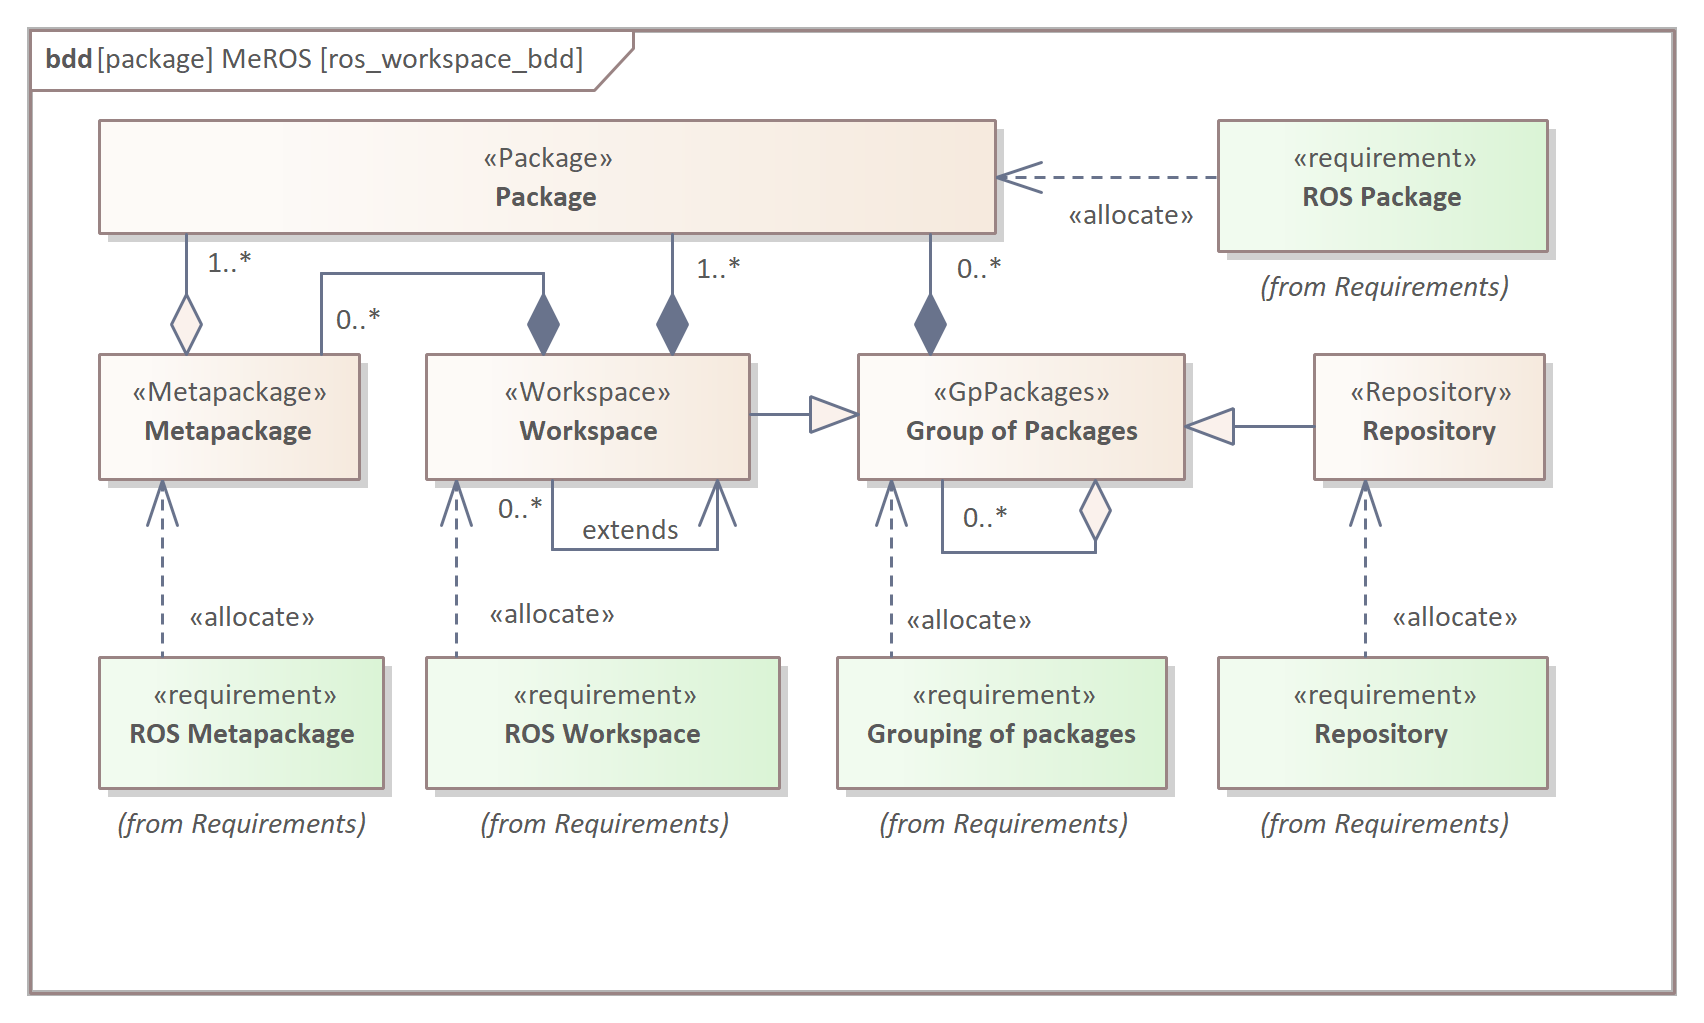 bdd [package] MeROS [ros_workspace_bdd]
«Package»
Package
«requirement»
ROS Package
«allocate»
(from Requirements)
1..*
1..*
0..*
0..*
«Metapackage»
Metapackage
«Workspace»
Workspace
«GpPackages»
Group of Packages
«Repository»
Repository
0..*
extends
0..*
«allocate»
«allocate»
«allocate»
«allocate»
«requirement»
ROS Metapackage
(from Requirements)
«requirement»
ROS Workspace
(from Requirements)
«requirement»
Grouping of packages
(from Requirements)
«requirement»
Repository
(from Requirements)